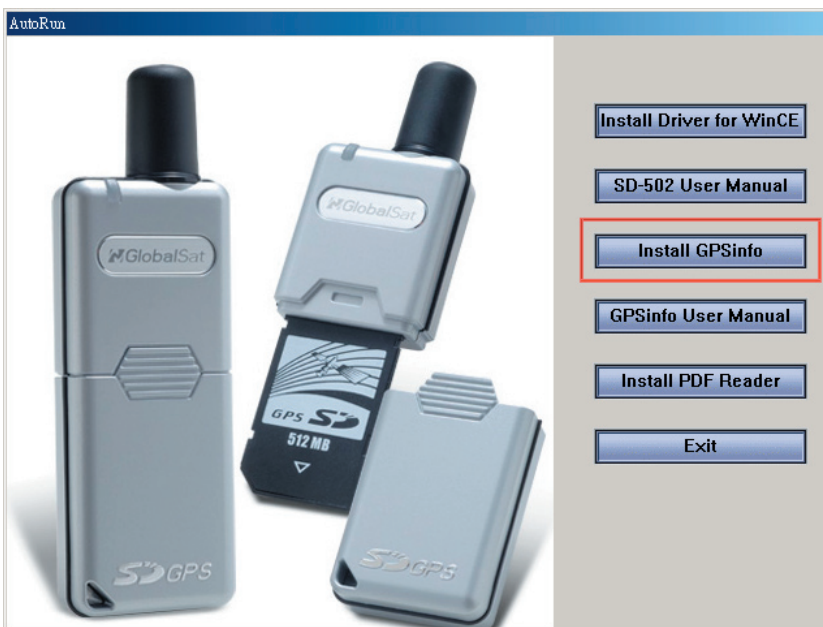 AutoRun
GlobalSat
GlobalSat
GPS SD
512 MB
SD GPS
SD GPS
Install Driver for WinCE
SD-502 User Manual
Install GPSinfo
GPSinfo User Manual
Install PDF Reader
Exit